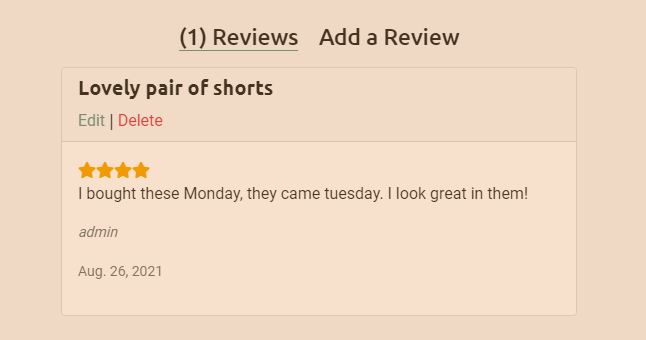 (1) Reviews Add a Review
Lovely pair of shorts
Edit | Delete
I bought these Monday, they came tuesday. I look great in them!
admin
Aug. 26, 2021